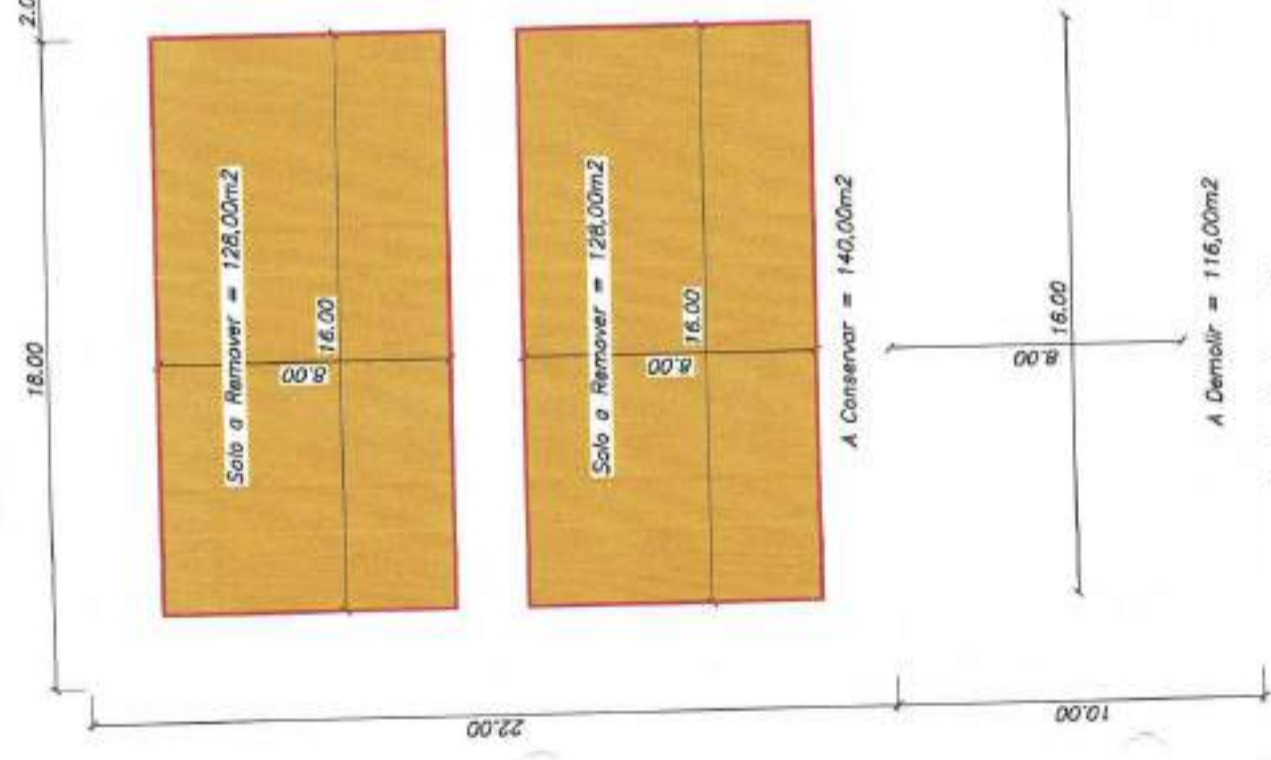 18.00
Solo a Remover = 128,00m2
16.00
8.00
Solo a Remover = 128,00m2
16.00
8.00
A Conservar = 140,00m2
16.00
8.00
A Demolir = 116,00m2
22.00
10.00